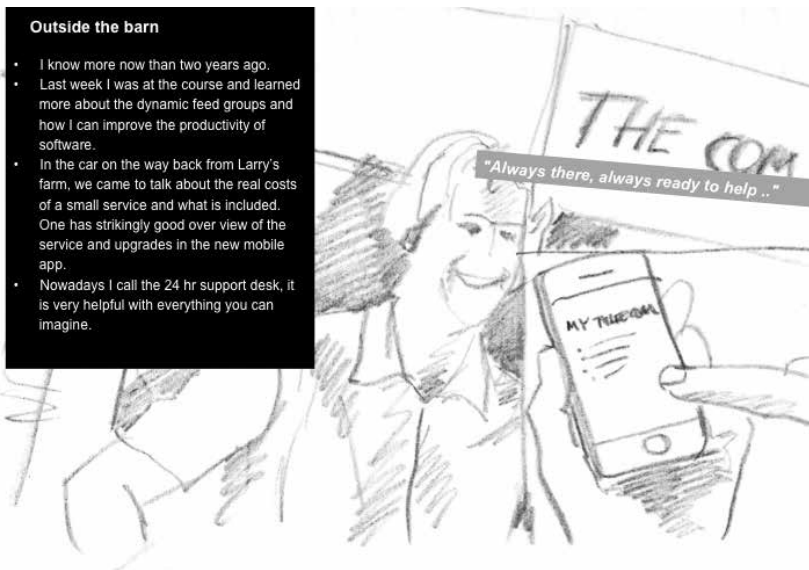 Outside the barn
• I know more now than two years ago.
• Last week I was at the course and learned
more about the dynamic feed groups and
how I can improve the productivity of
software.
• In the car on the way back from Larry's
farm, we came to talk about the real costs
of a small service and what is included.
One has strikingly good over view of the
service and upgrades in the new mobile
app.
• Nowadays I call the 24 hr support desk, it
is very helpful with everything you can
imagine.
THE COM
"Always there, always ready to help .."
MY